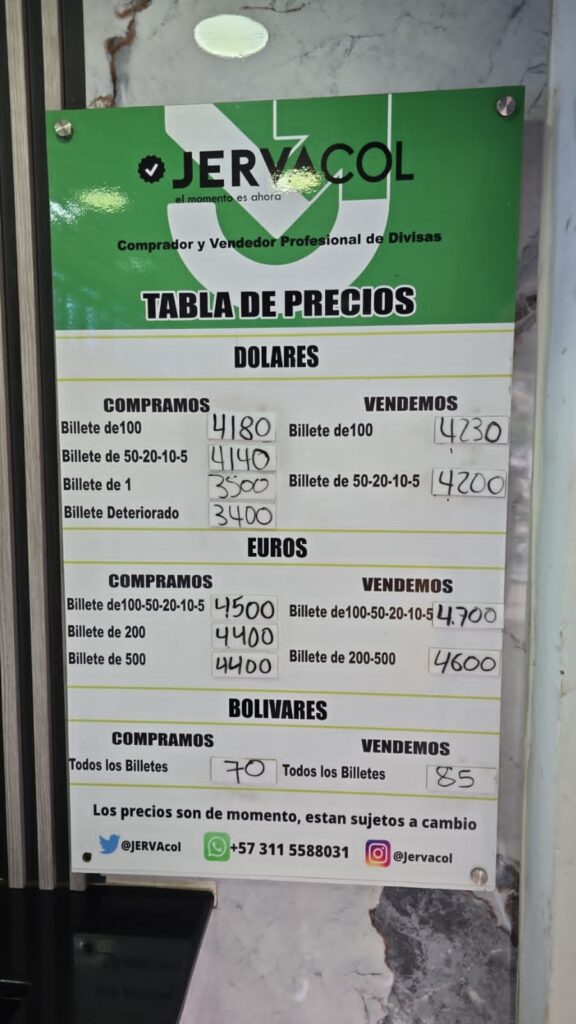 JERVACOL
el momento es ahora
Comprador y Vendedor Profesional de Divisas
TABLA DE PRECIOS
DOLARES
COMPRAMOS VENDEMOS
Billete de100 4180 Billete de100 4230
Billete de 50-20-10-5 4140 Billete de 50-20-10-5 4200
Billete de 1 3500
Billete Deteriorado 3400
EUROS
COMPRAMOS VENDEMOS
Billete de100-50-20-10-5 4500 Billete de100-50-20-10-5 4.700
Billete de 200 4400 Billete de 200-500 4600
Billete de 500 4400
BOLIVARES
COMPRAMOS VENDEMOS
Todos los Billetes 70 Todos los Billetes 85
Los precios son de momento, estan sujetos a cambio
@JERVAcol +57 311 5588031 @Jervacol